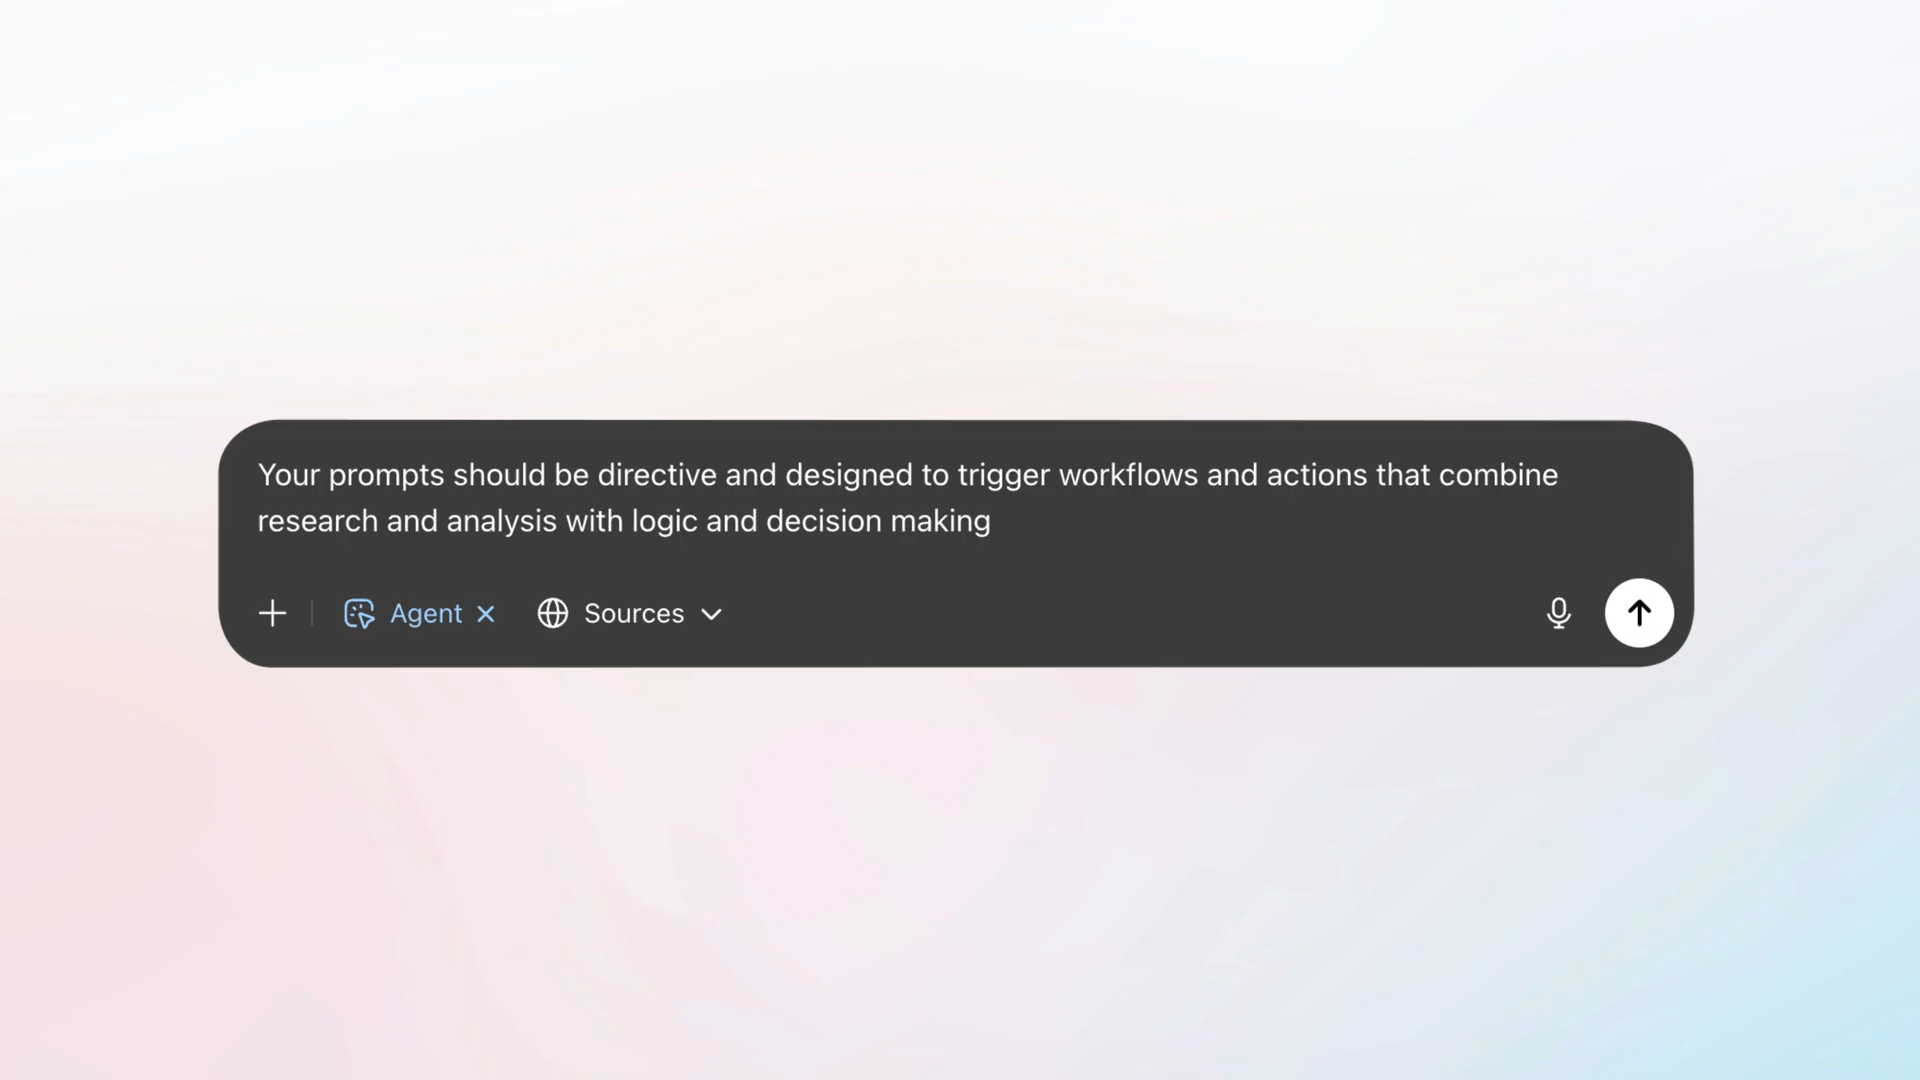 Your prompts should be directive and designed to trigger workflows and actions that combine
research and analysis with logic and decision making
Agent Sources